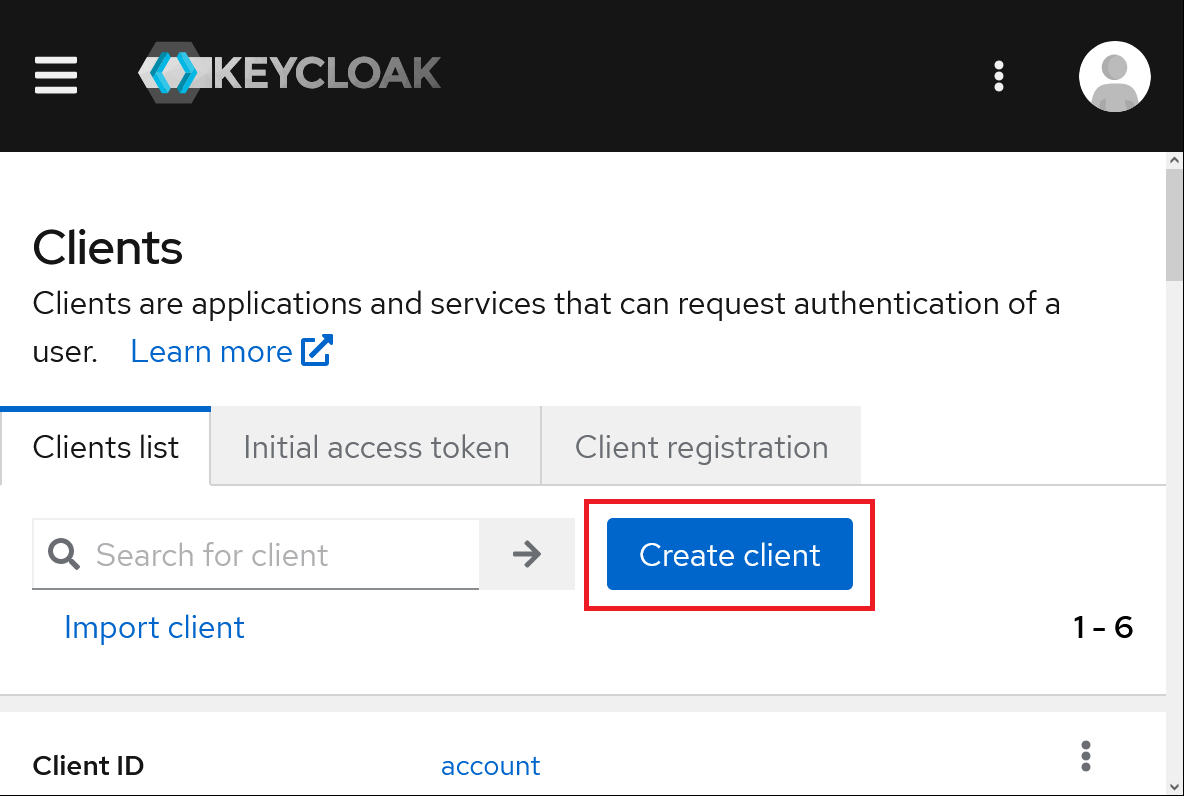 KEYCLOAK
Clients
Clients are applications and services that can request authentication of a
user. Learn more
Clients list Initial access token Client registration
Search for client Create client
Import client 1 - 6
Client ID account